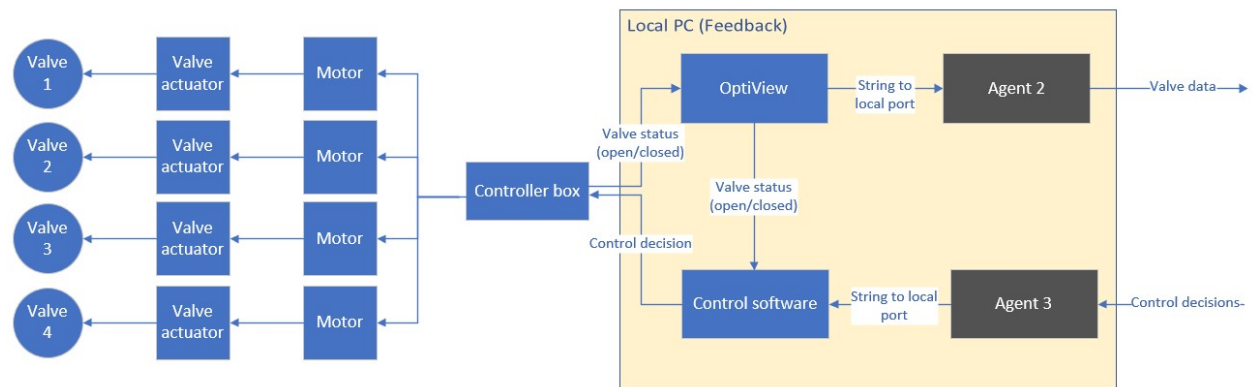 Local PC (Feedback)
Valve
1
Valve
actuator
Motor
OptiView
String to
local port
Agent 2
Valve data
Valve status
(open/closed)
Valve
2
Valve
actuator
Motor
Controller box
Valve status
(open/closed)
Valve
3
Valve
actuator
Motor
Control decision
Valve
4
Valve
actuator
Motor
Control software
String to local
port
Agent 3
Control decisions-